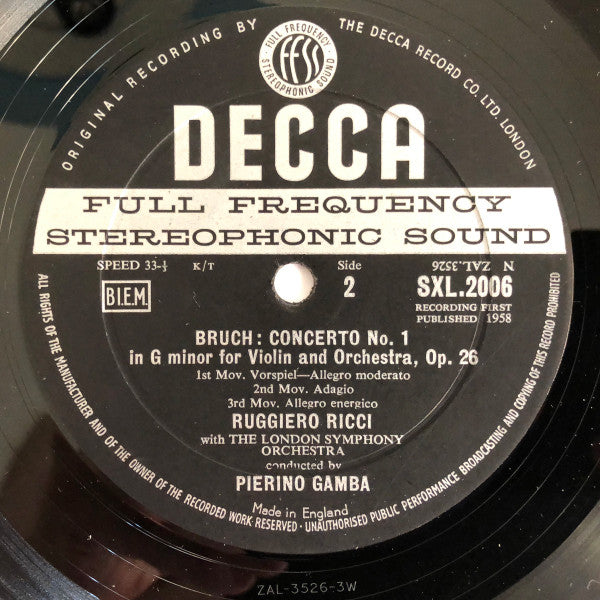 ORIGINAL RECORDING BY
FULL FREQUENCY
ffss
STEREOPHONIC SOUND
THE DECCA RECORD CO. LTD. LONDON
DECCA
FULL FREQUENCY
STEREOPHONIC SOUND
SPEED 33-⅓ K/T
Side
2
N ZAL.3526
B.I.E.M.
SXL.2006
RECORDING FIRST
PUBLISHED 1958
BRUCH: CONCERTO No. 1
in G minor for Violin and Orchestra, Op. 26
1st Mov. Vorspiel—Allegro moderato
2nd Mov. Adagio
3rd Mov. Allegro energico
RUGGIERO RICCI
with THE LONDON SYMPHONY
ORCHESTRA
conducted by
PIERINO GAMBA
Made in England
ALL RIGHTS OF THE MANUFACTURER AND OF THE OWNER OF THE RECORDED WORK RESERVED · UNAUTHORISED PUBLIC PERFORMANCE BROADCASTING AND COPYING OF THIS RECORD PROHIBITED
ZAL-3526-3W